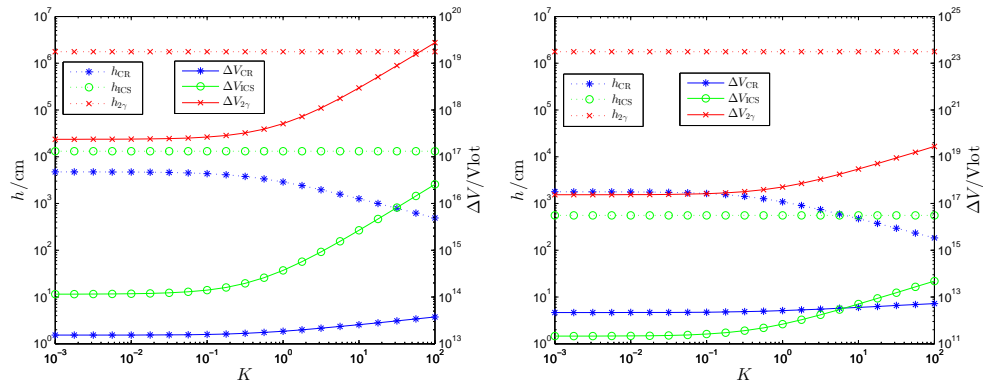 10^7
10^6
10^5
10^4
10^3
10^2
10^1
10^0
h/cm
h_CR
h_ICS
h_2γ
ΔV_CR
ΔV_ICS
ΔV_2γ
10^20
10^19
10^18
10^17
10^16
10^15
10^14
10^13
ΔV/Vlot
10^−3
10^−2
10^−1
10^0
10^1
10^2
K
10^7
10^6
10^5
10^4
10^3
10^2
10^1
10^0
h/cm
h_CR
h_ICS
h_2γ
ΔV_CR
ΔV_ICS
ΔV_2γ
10^25
10^23
10^21
10^19
10^17
10^15
10^13
10^11
ΔV/Vlot
10^−3
10^−2
10^−1
10^0
10^1
10^2
K